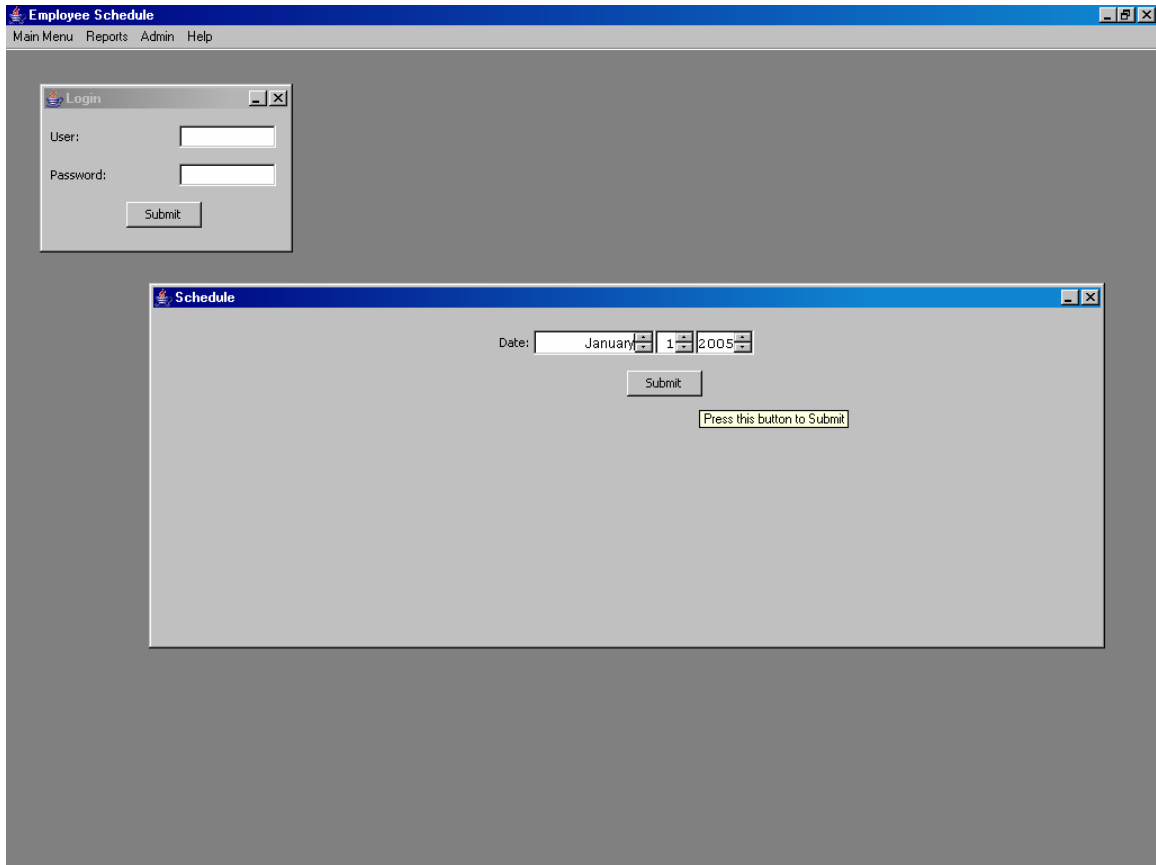 Employee Schedule
Main Menu Reports Admin Help
Login
User:
Password:
Submit
Schedule
Date: January 1 2005
Submit
Press this button to Submit